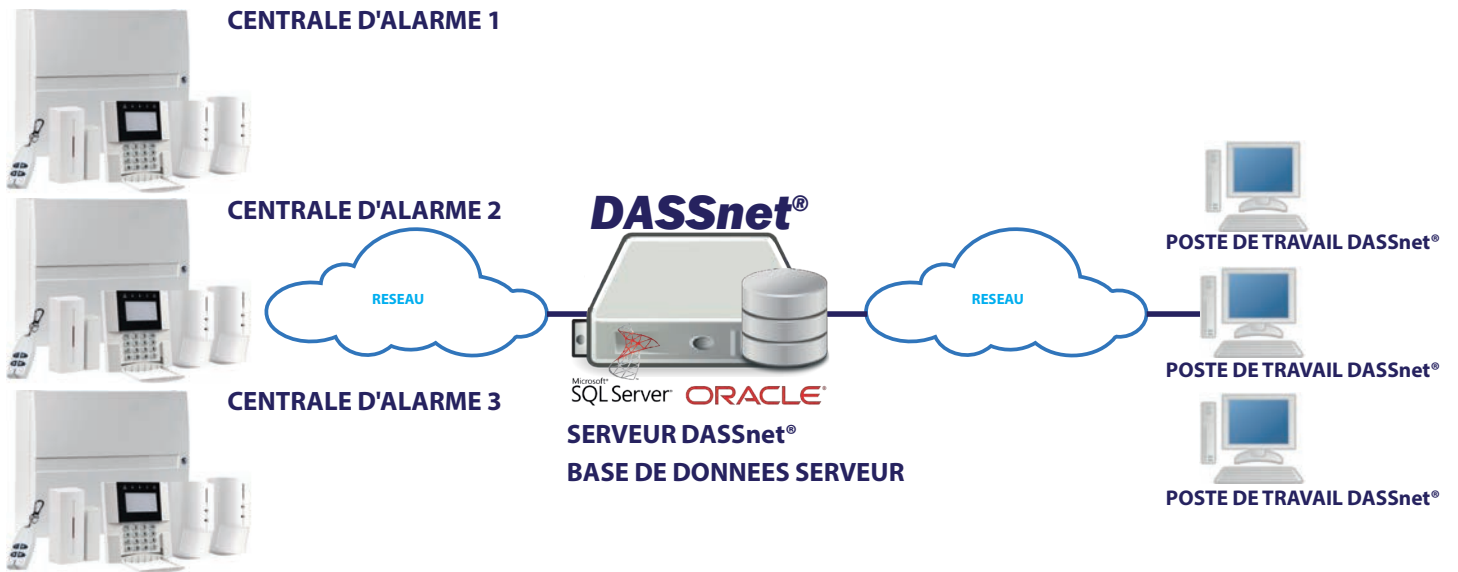 CENTRALE D'ALARME 1
CENTRALE D'ALARME 2
CENTRALE D'ALARME 3
RESEAU
DASSnet®
Microsoft®
SQL Server®
ORACLE®
SERVEUR DASSnet®
BASE DE DONNEES SERVEUR
RESEAU
POSTE DE TRAVAIL DASSnet®
POSTE DE TRAVAIL DASSnet®
POSTE DE TRAVAIL DASSnet®